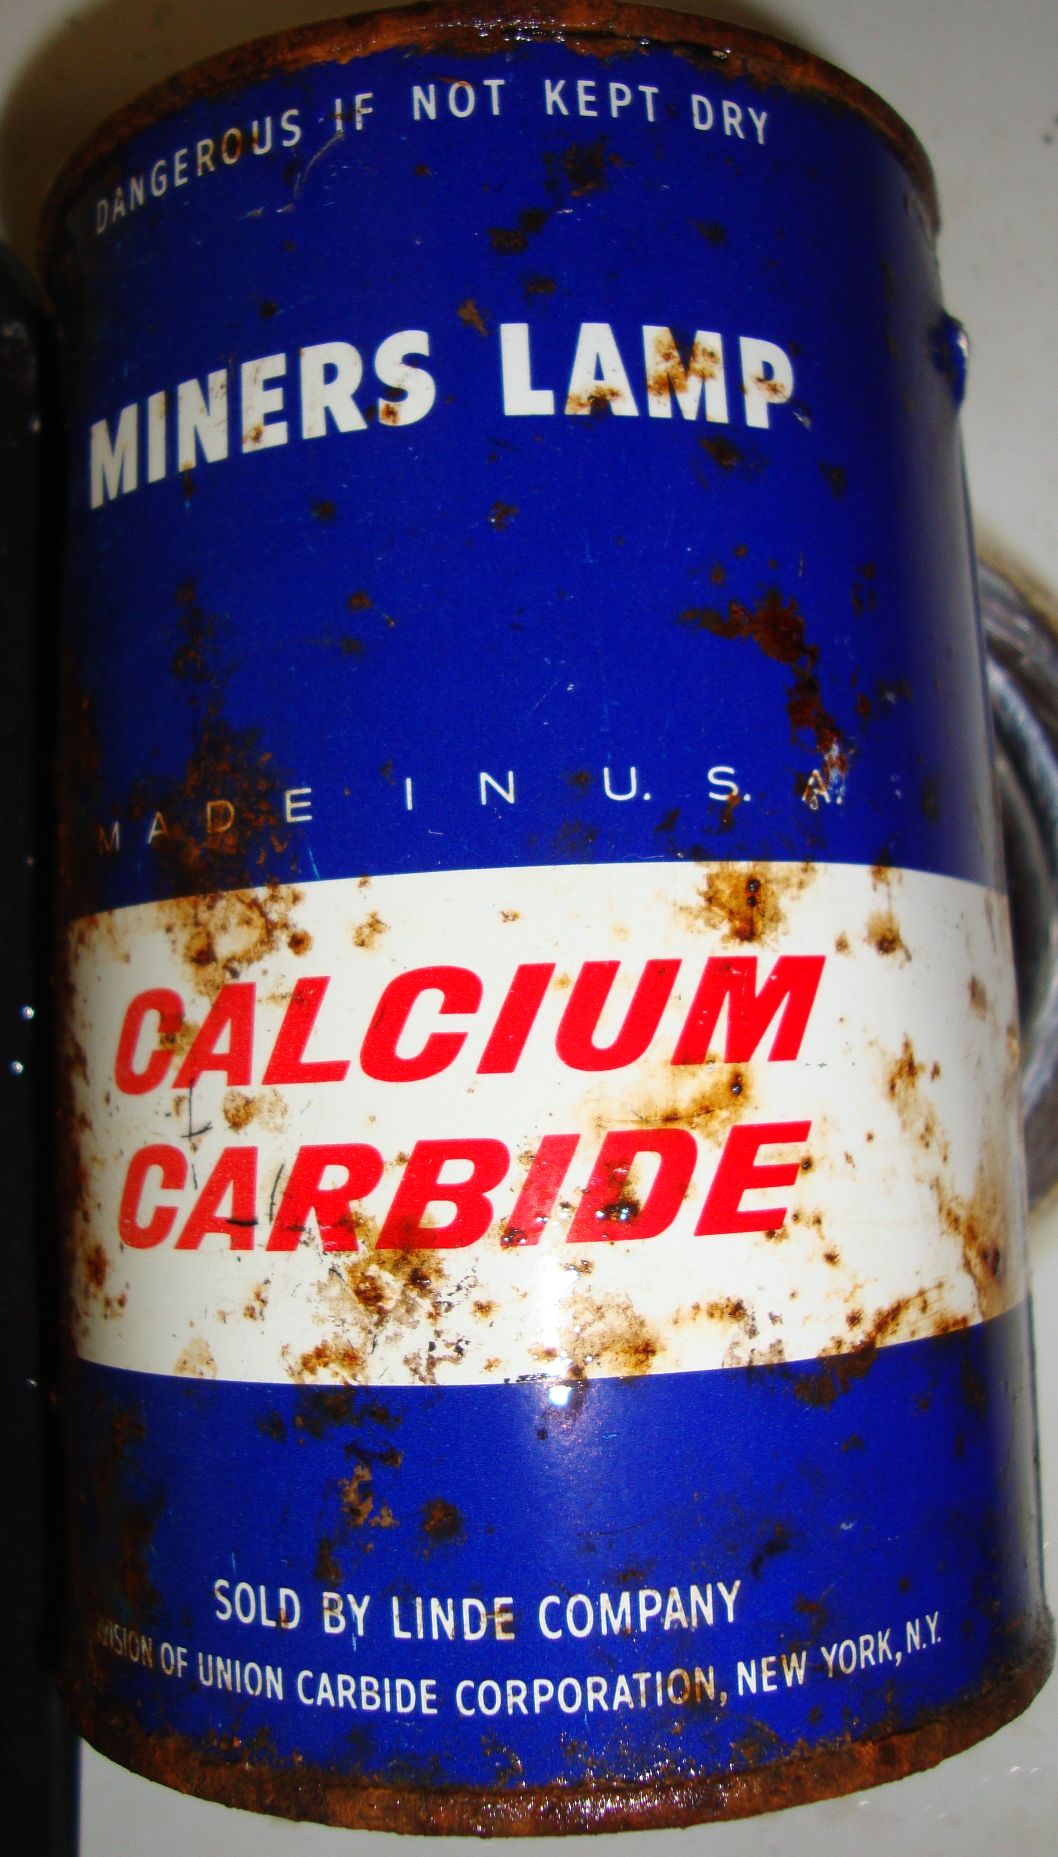 DANGEROUS IF NOT KEPT DRY
MINERS LAMP
MADE IN U.S.A.
CALCIUM
CARBIDE
SOLD BY LINDE COMPANY
DIVISION OF UNION CARBIDE CORPORATION, NEW YORK, N.Y.